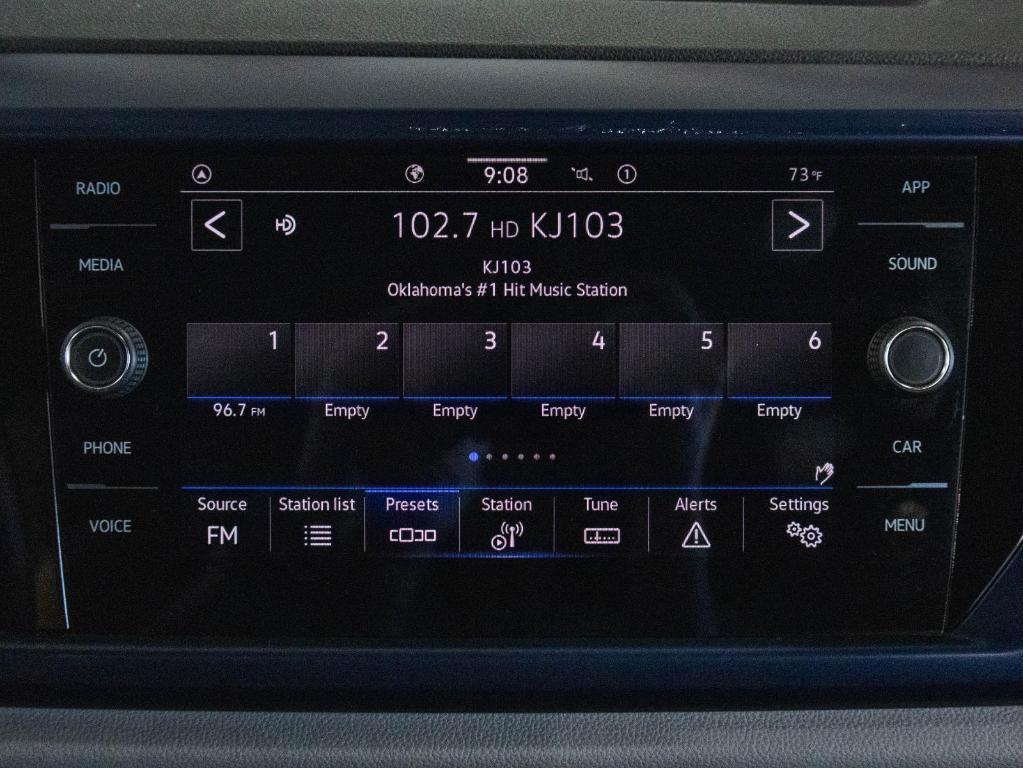 RADIO
MEDIA
PHONE
VOICE
9:08
1
73°F
HD
102.7 HD KJ103
KJ103
Oklahoma's #1 Hit Music Station
1 2 3 4 5 6
96.7 FM Empty Empty Empty Empty Empty
Source Station list Presets Station Tune Alerts Settings
FM
APP
SOUND
CAR
MENU